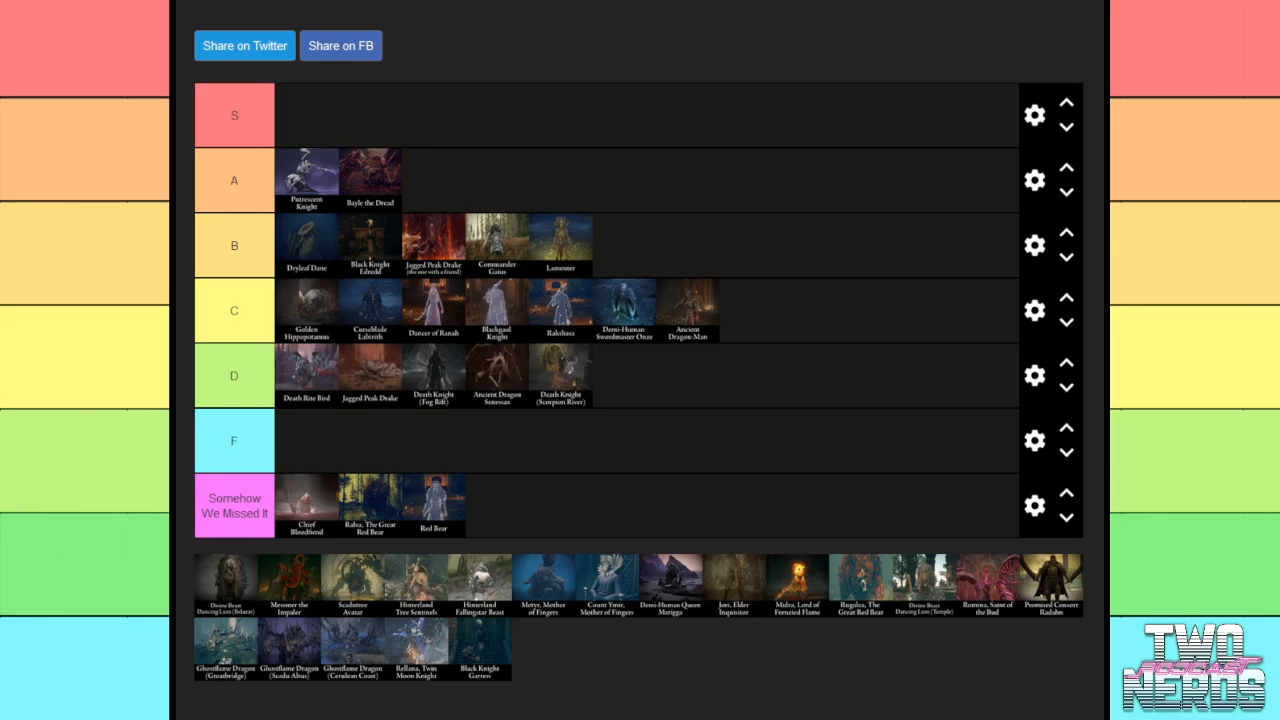 Share on Twitter
Share on FB
S
A
Putrescent
Knight
Bayle the Dread
B
Dryleaf Dane
Black Knight
Edredd
Jagged Peak Drake
(the one with a friend)
Commander
Gaius
Lamenter
C
Golden
Hippopotamus
Curseblade
Labirith
Dancer of Ranah
Blackgaol
Knight
Rakshasa
Demi-Human
Swordmaster Onze
Ancient
Dragon-Man
D
Death Rite Bird
Jagged Peak Drake
Death Knight
(Fog Rift)
Ancient Dragon
Senessax
Death Knight
(Scorpion River)
F
Somehow
We Missed It
Chief
Bloodfiend
Ralva, The Great
Red Bear
Red Bear
Divine Beast
Dancing Lion (Belurat)
Messmer the
Impaler
Scadutree
Avatar
Hinterland
Tree Sentinels
Hinterland
Fallingstar Beast
Metyr, Mother
of Fingers
Count Ymir,
Mother of Fingers
Demi-Human Queen
Marigga
Jori, Elder
Inquisitor
Midra, Lord of
Frenzied Flame
Rugalea, The
Great Red Bear
Divine Beast
Dancing Lion (Temple)
Romina, Saint of
the Bud
Promised Consort
Radahn
Ghostflame Dragon
(Greatbridge)
Ghostflame Dragon
(Scadu Altus)
Ghostflame Dragon
(Cerulean Coast)
Rellana, Twin
Moon Knight
Black Knight
Garrew
TWO
PODCAST
NERDS